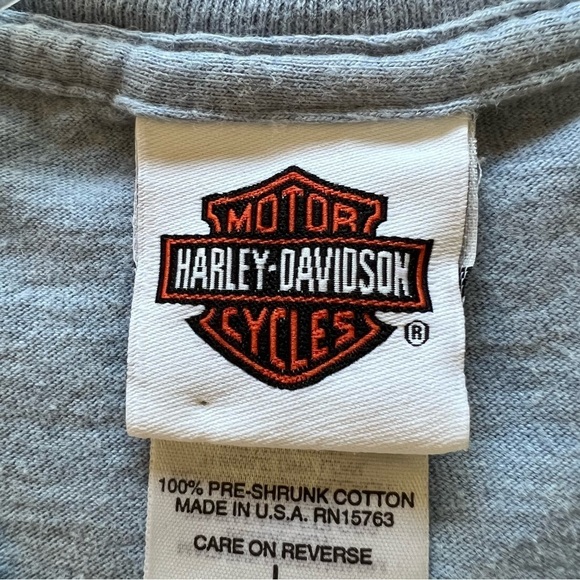 MOTOR
HARLEY-DAVIDSON
CYCLES
®
100% PRE-SHRUNK COTTON
MADE IN U.S.A. RN15763
CARE ON REVERSE